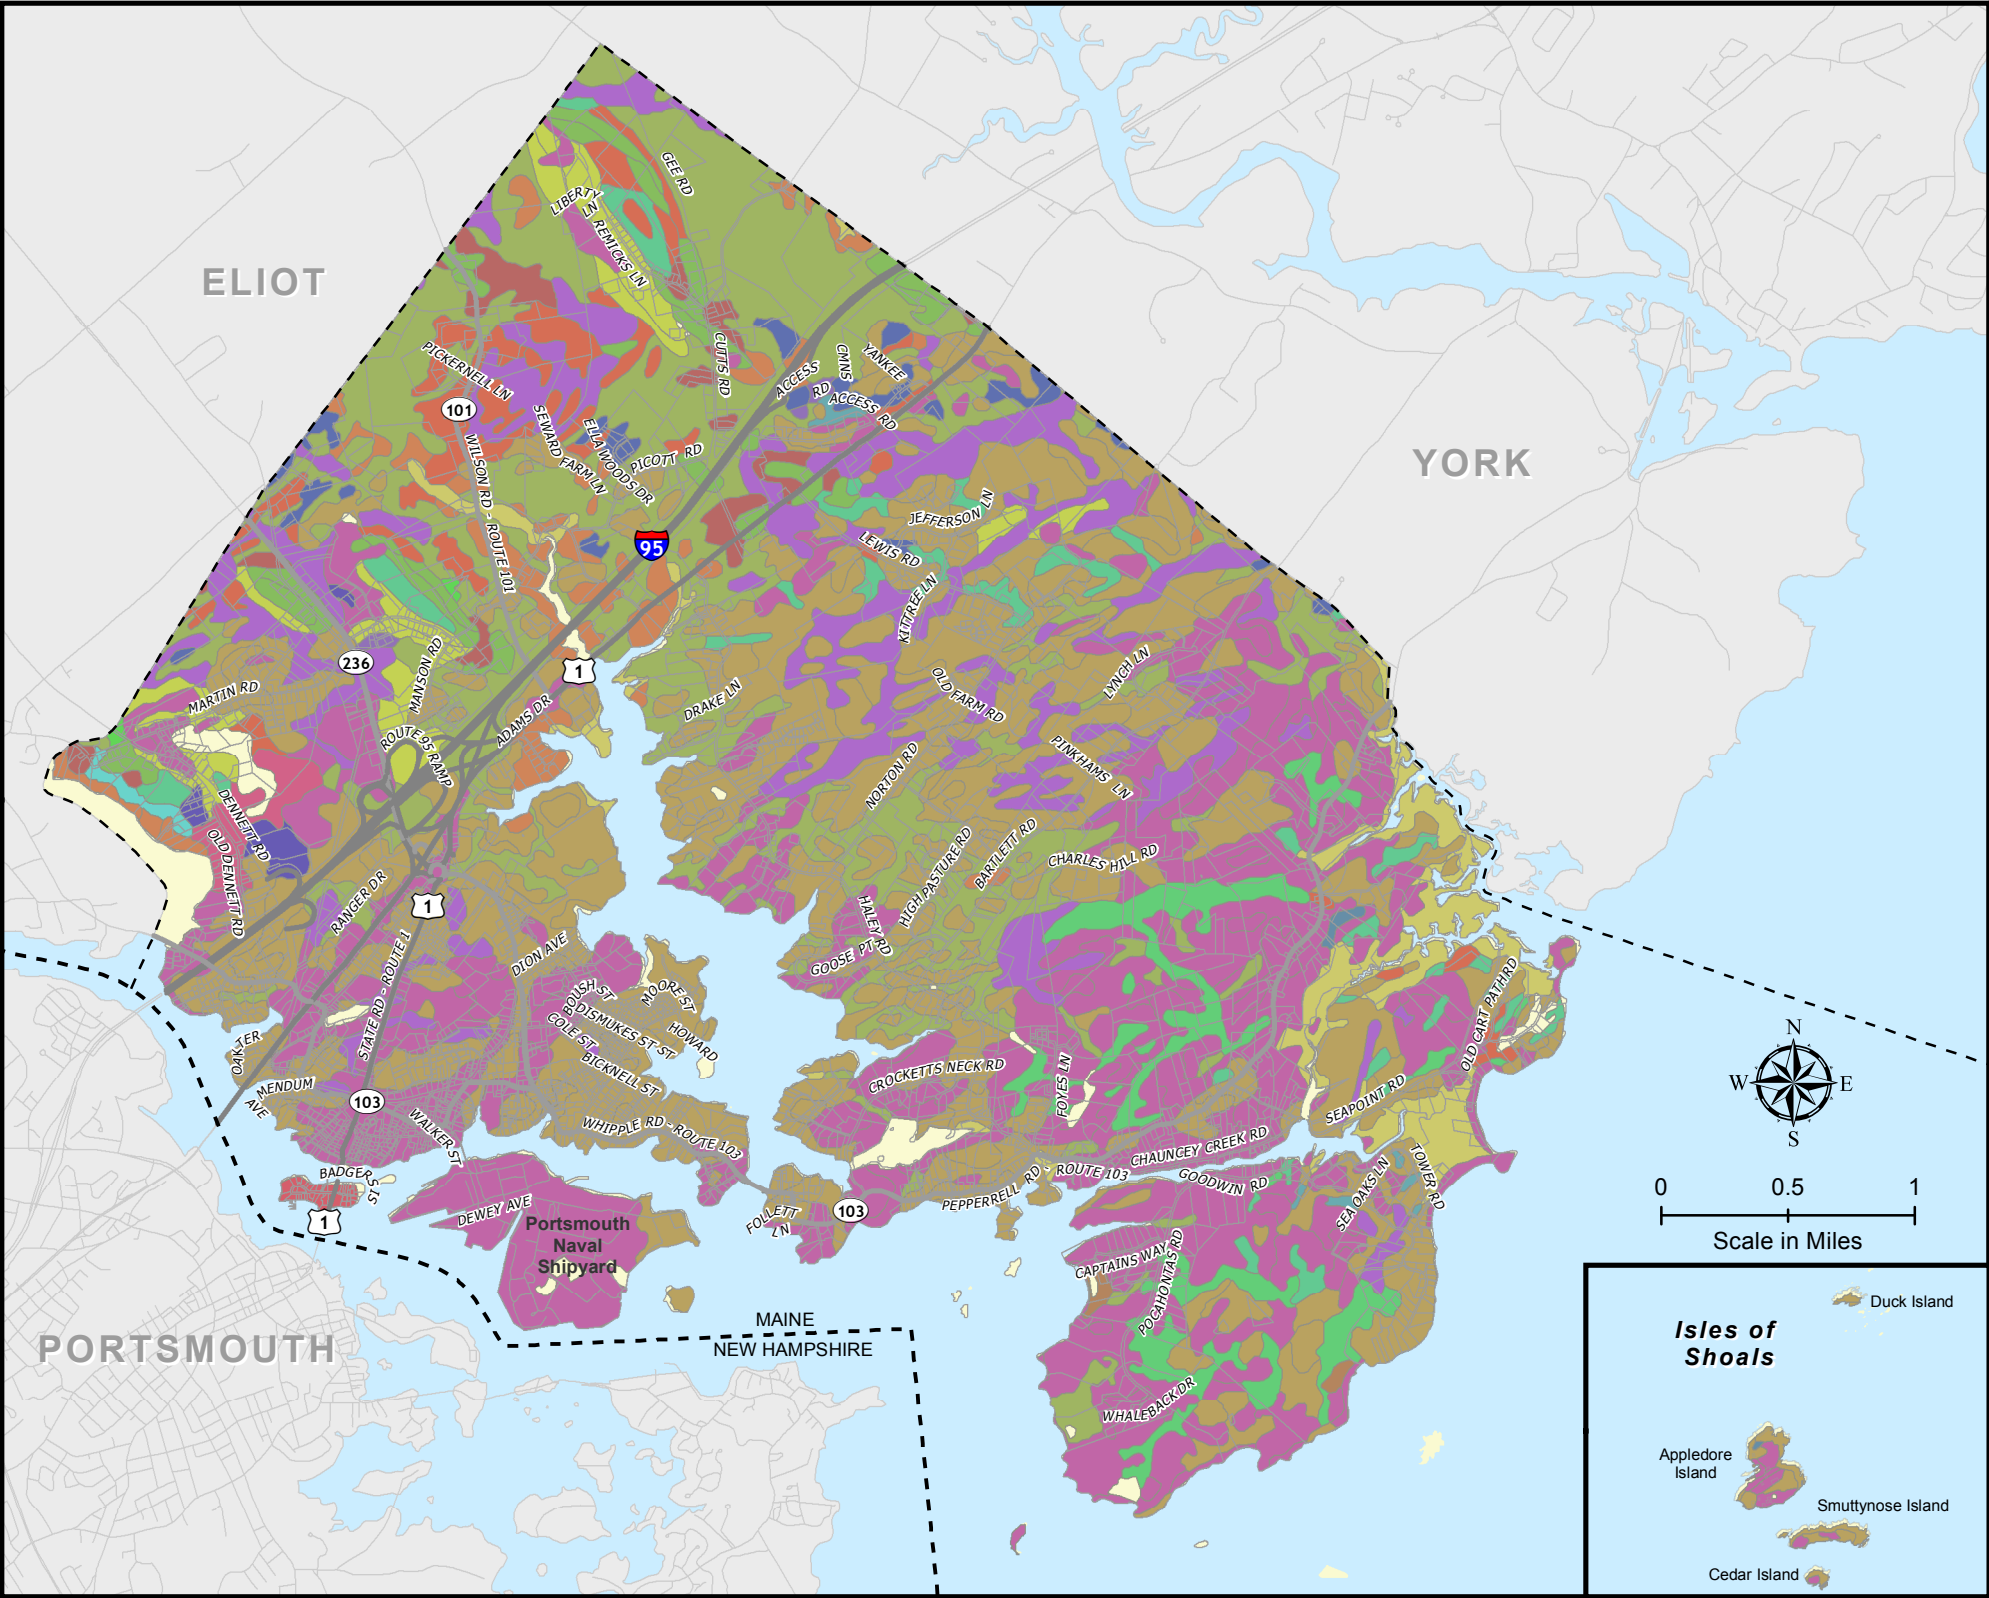 GEE RD
LIBERTY
LN
REMICKS LN
ELIOT
CUTTS RD
ACCESS
RD
CMNS
YANKEE
ACCESS RD
PICKERNELL LN
101
SEWARD FARM LN
ELLA WOODS DR
PICOTT RD
WILSON RD - ROUTE 101
YORK
JEFFERSON LN
LEWIS RD
95
KITTREE LN
236
1
MANSON RD
MARTIN RD
DRAKE LN
OLD FARM RD
LYNCH LN
ADAMS DR
ROUTE 95 RAMP
NORTON RD
PINKHAMS LN
DENNETT RD
OLD DENNETT RD
HIGH PASTURE RD
BARTLETT RD
CHARLES HILL RD
RANGER DR
1
HALEY RD
GOOSE PT
STATE RD - ROUTE 1
DION AVE
BOUSH ST
MOORE ST
DISMUKES ST
COLE ST
ST
HOWARD
BICKNELL ST
OLD CART PATH RD
OAK TER
MENDUM
AVE
103
WALKER ST
WHIPPLE RD - ROUTE 103
CROCKETTS NECK RD
FOYES LN
SEAPOINT RD
N
W
E
S
CHAUNCEY CREEK RD
ROUTE 103
GOODWIN RD
PEPPERRELL RD
SEA OAKS LN
TOWER RD
BADGERS
IS
1
DEWEY AVE
Portsmouth
Naval
Shipyard
FOLLETT
LN
103
0
0.5
1
Scale in Miles
CAPTAINS WAY
POCAHONTAS RD
WHALEBACK DR
MAINE
NEW HAMPSHIRE
PORTSMOUTH
Isles of
Shoals
Duck Island
Appledore
Island
Smuttynose Island
Cedar Island